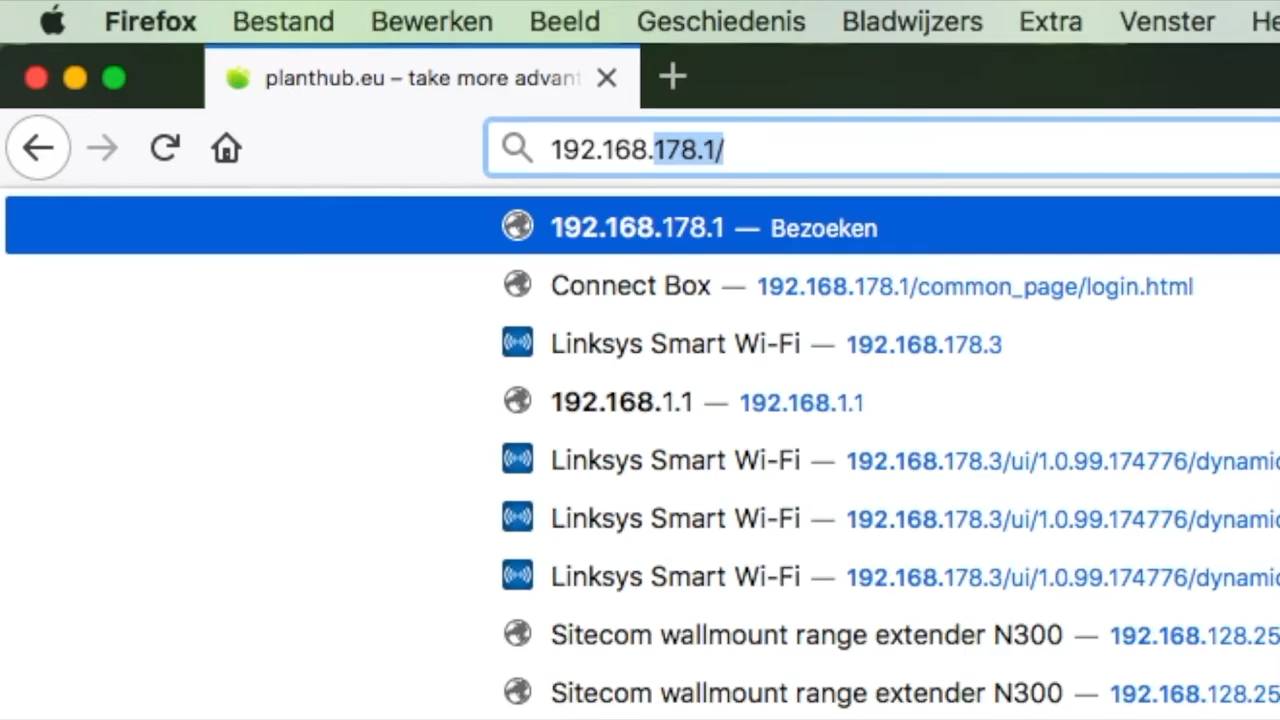 Firefox Bestand Bewerken Beeld Geschiedenis Bladwijzers Extra Venster He
planthub.eu – take more advant
192.168.178.1/
192.168.178.1 — Bezoeken
Connect Box — 192.168.178.1/common_page/login.html
Linksys Smart Wi-Fi — 192.168.178.3
192.168.1.1 — 192.168.1.1
Linksys Smart Wi-Fi — 192.168.178.3/ui/1.0.99.174776/dynamic
Linksys Smart Wi-Fi — 192.168.178.3/ui/1.0.99.174776/dynamic
Linksys Smart Wi-Fi — 192.168.178.3/ui/1.0.99.174776/dynamic
Sitecom wallmount range extender N300 — 192.168.128.25
Sitecom wallmount range extender N300 — 192.168.128.25